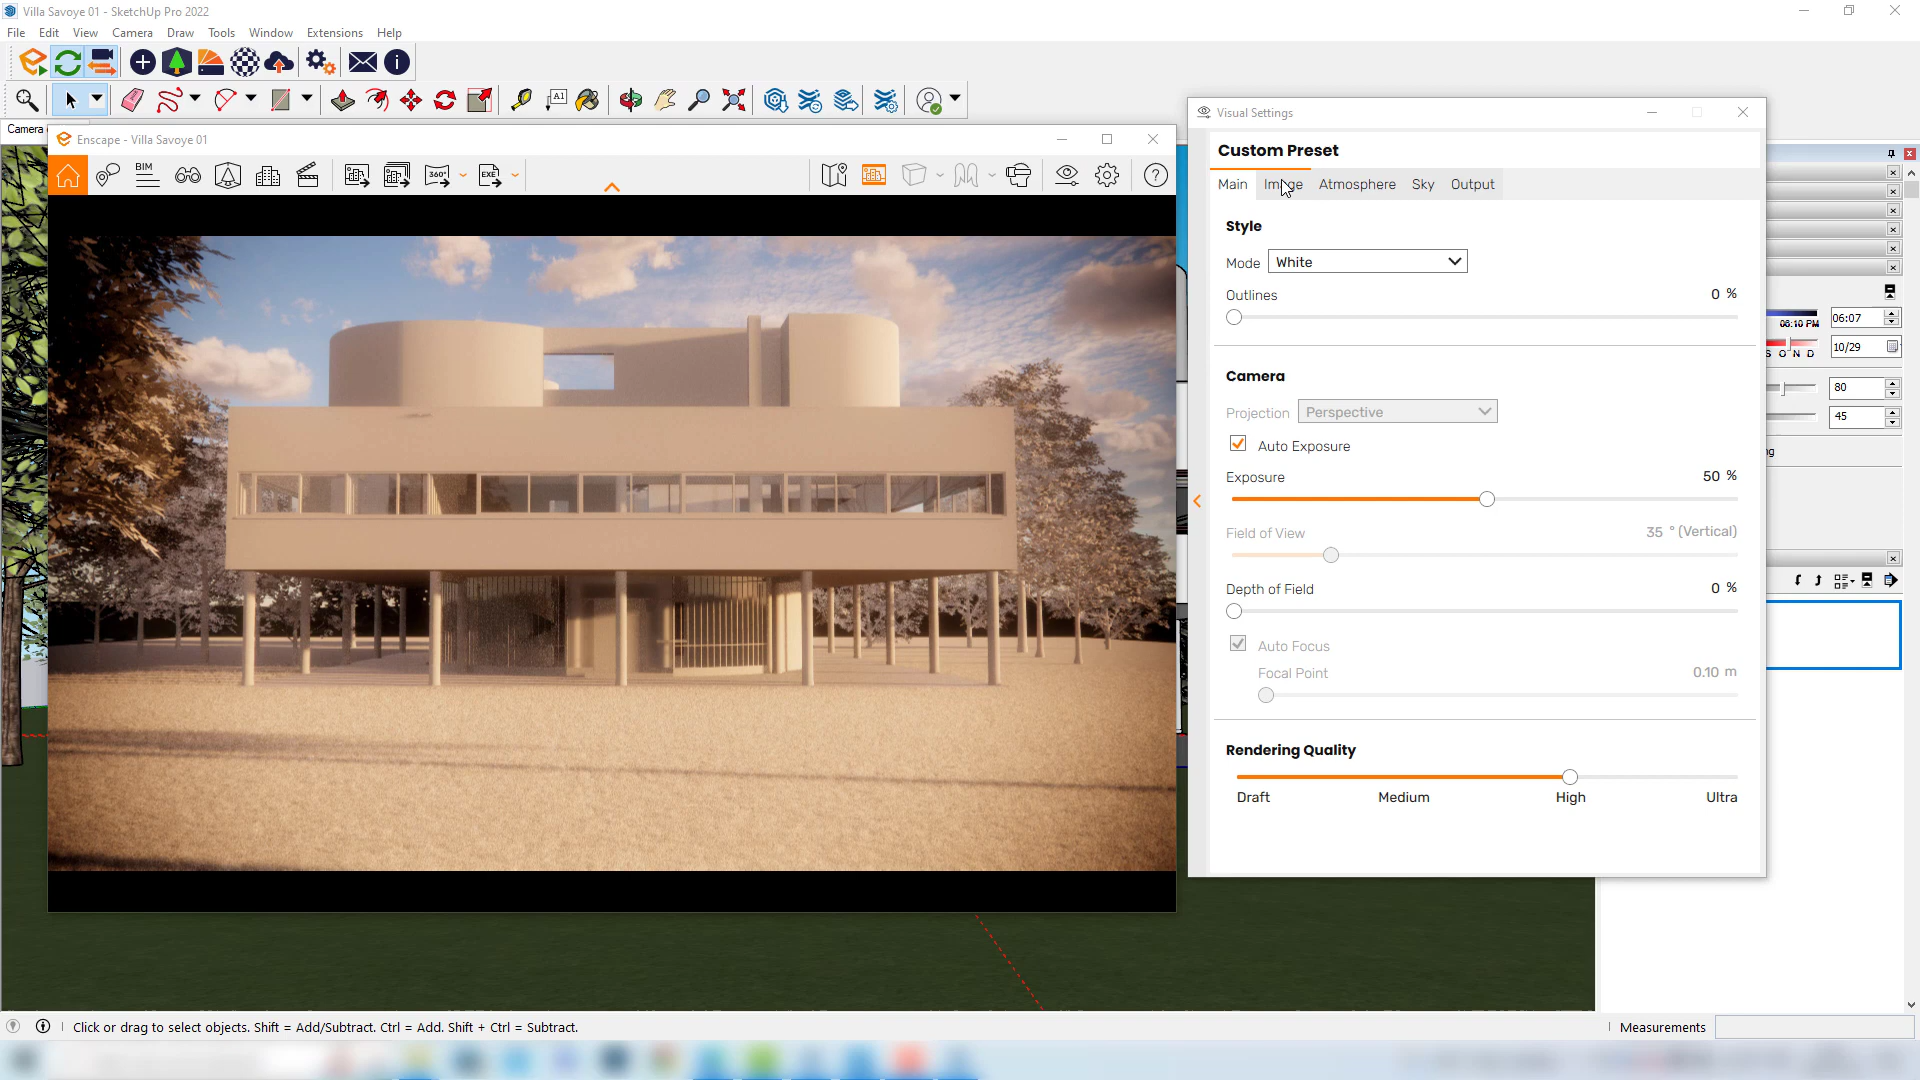 Villa Savoye 01 - SketchUp Pro 2022
File Edit View Camera Draw Tools Window Extensions Help
A1
Camera
Enscape - Villa Savoye 01
BIM
360°
EXE
Visual Settings
Custom Preset
Main Image Atmosphere Sky Output
Style
Mode White
Outlines 0 %
Camera
Projection Perspective
Auto Exposure
Exposure 50 %
Field of View 35 ° (Vertical)
Depth of Field 0 %
Auto Focus
Focal Point 0.10 m
Rendering Quality
Draft Medium High Ultra
06:10 PM 06:07
S O N D 10/29
80
45
ng
Click or drag to select objects. Shift = Add/Subtract. Ctrl = Add. Shift + Ctrl = Subtract.
Measurements